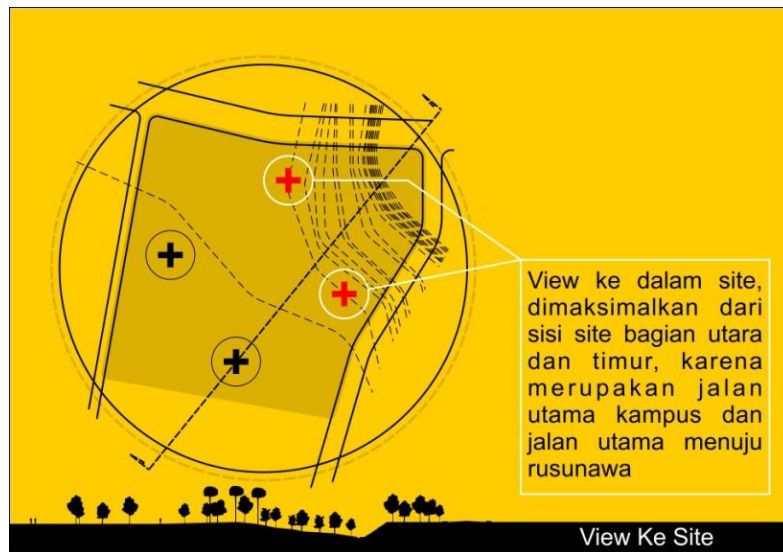 View ke dalam site,
dimaksimalkan dari
sisi site bagian utara
dan timur, karena
merupakan jalan
utama kampus dan
jalan utama menuju
rusunawa
View Ke Site